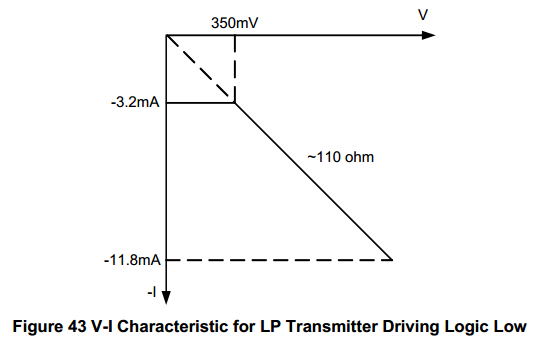 V
350mV
-3.2mA
~110 ohm
-11.8mA
-I
Figure 43 V-I Characteristic for LP Transmitter Driving Logic Low